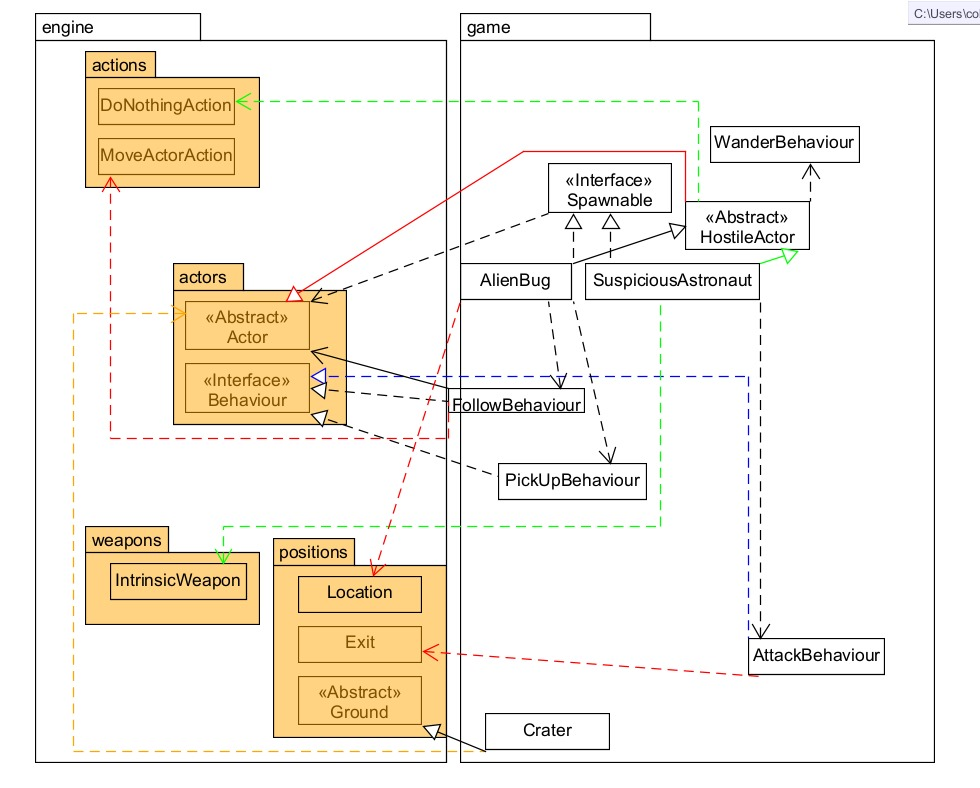 C:\Users\co
engine
game
actions
DoNothingAction
MoveActorAction
WanderBehaviour
«Interface»
Spawnable
«Abstract»
HostileActor
AlienBug
SuspiciousAstronaut
actors
«Abstract»
Actor
«Interface»
Behaviour
FollowBehaviour
PickUpBehaviour
weapons
IntrinsicWeapon
positions
Location
Exit
«Abstract»
Ground
AttackBehaviour
Crater